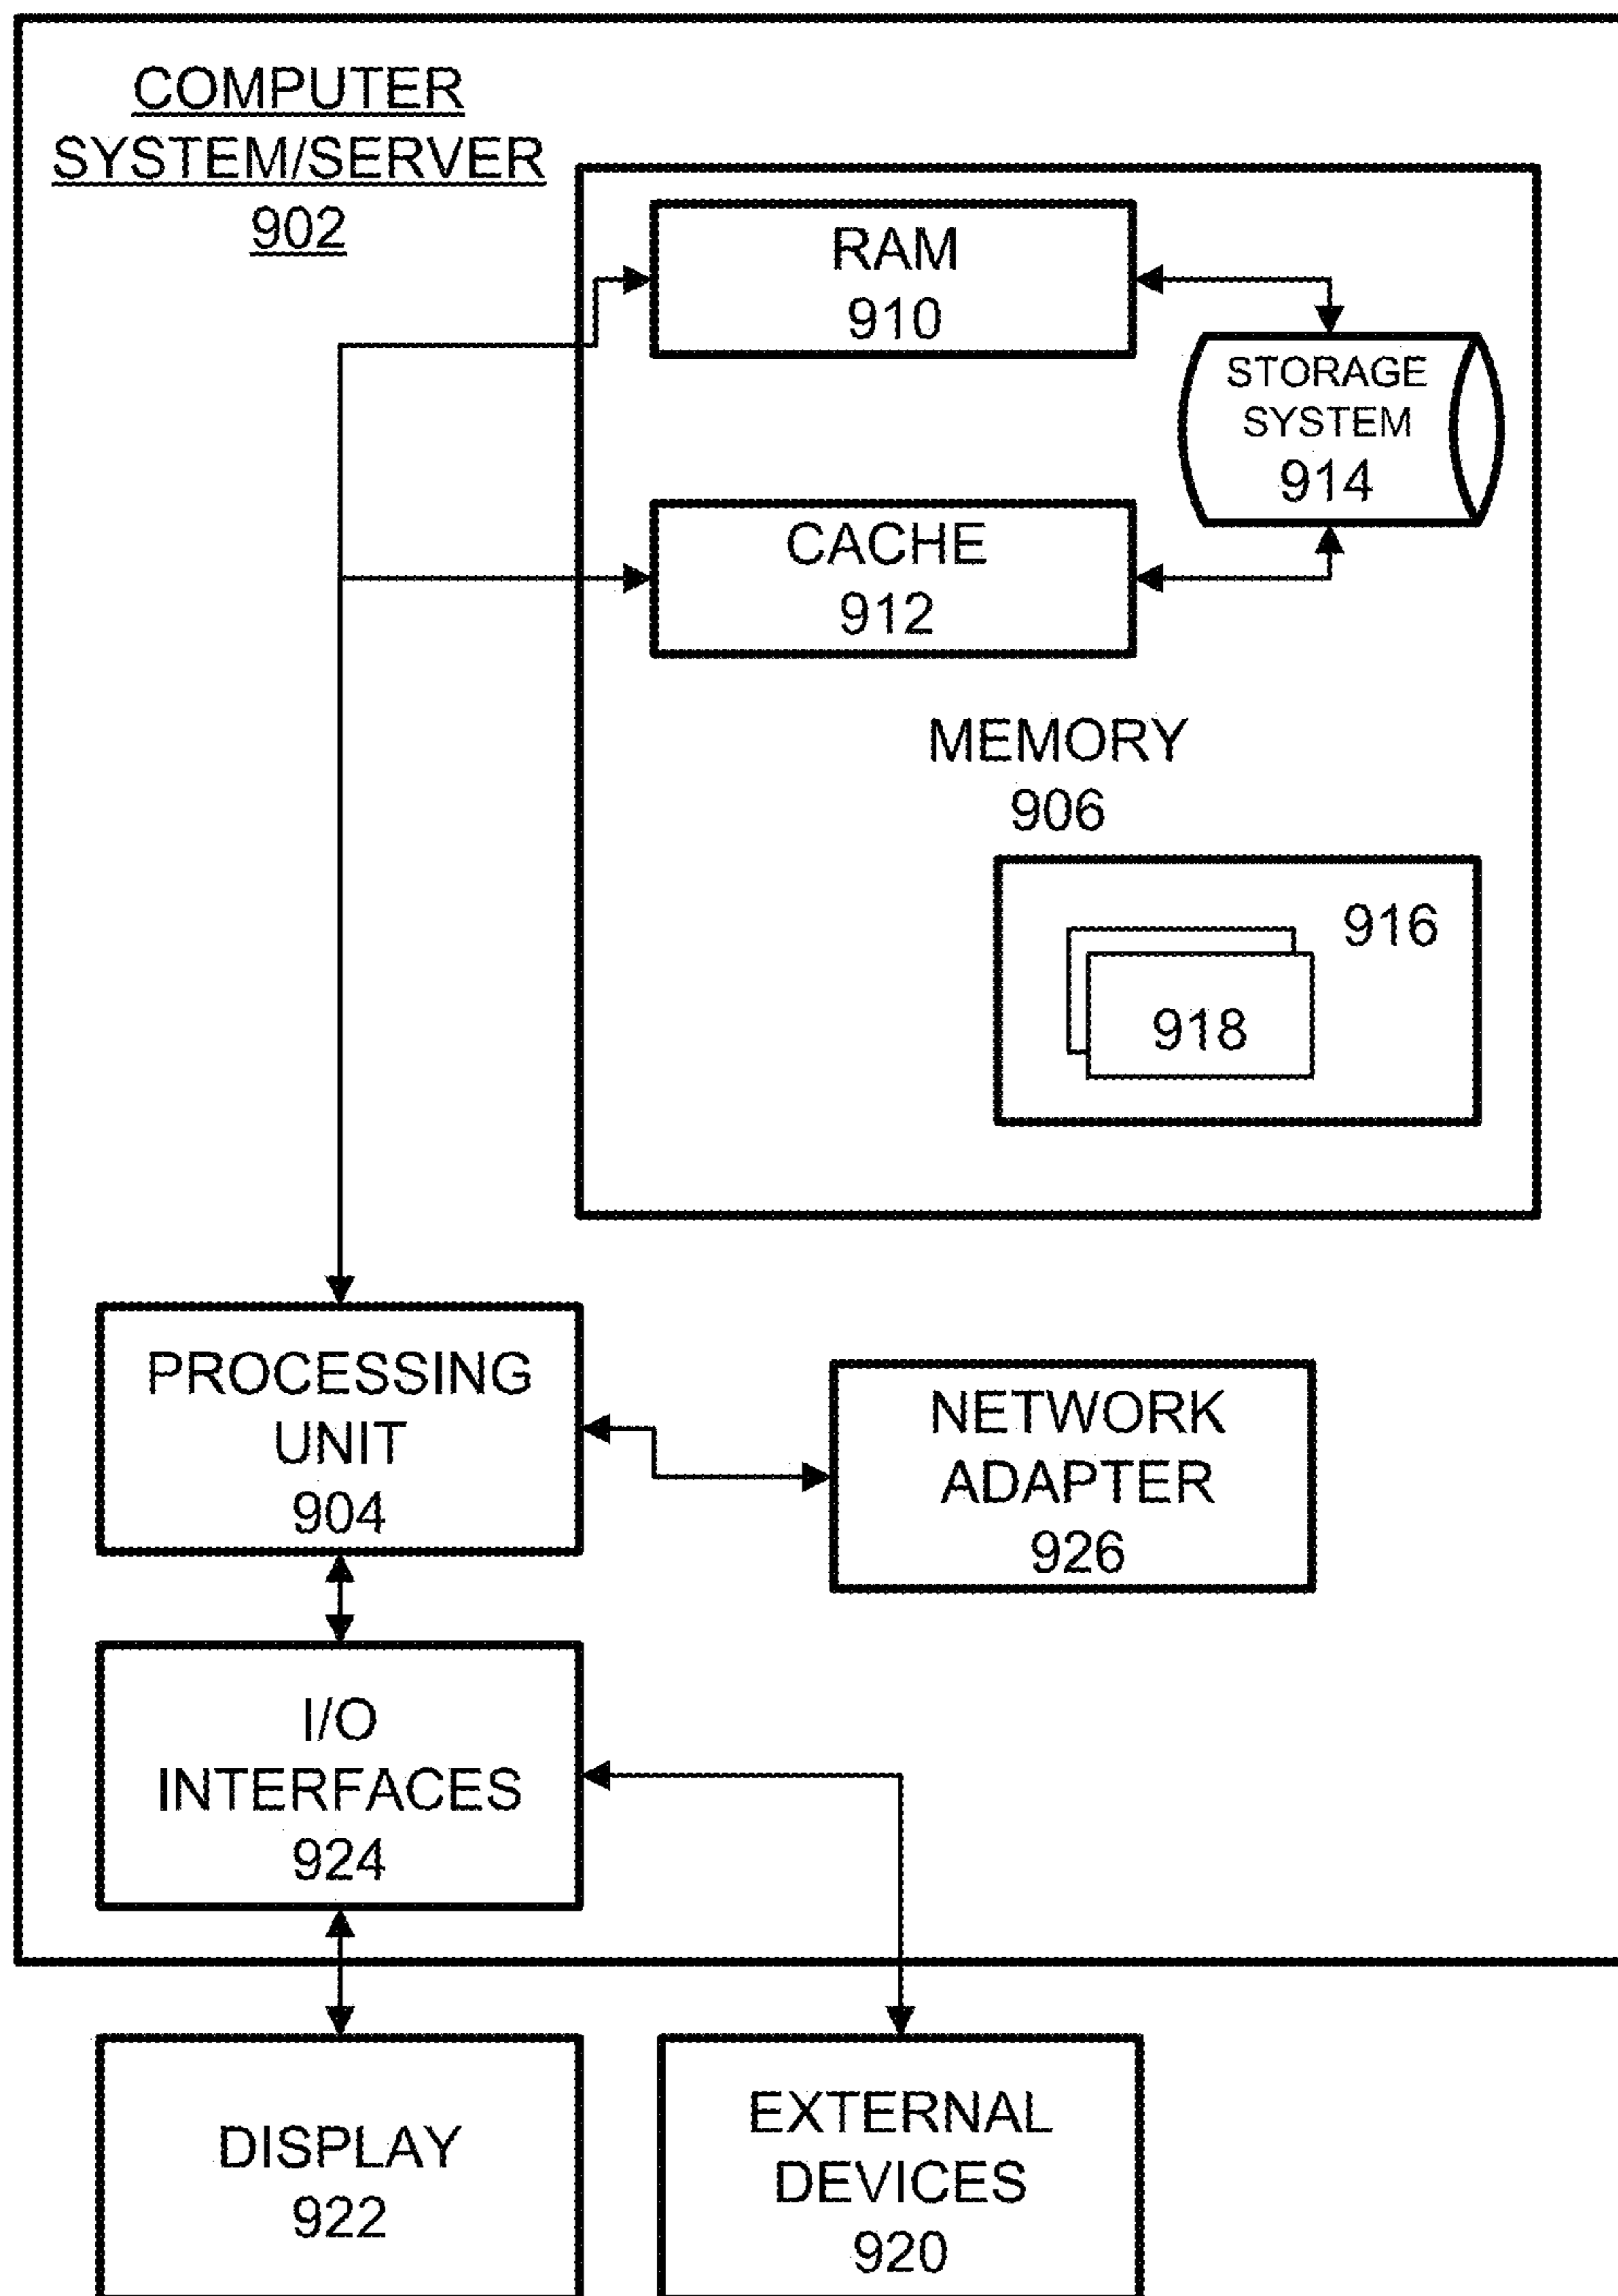 COMPUTER
SYSTEM/SERVER
902
RAM
910
STORAGE
SYSTEM
914
CACHE
912
MEMORY
906
916
918
PROCESSING
UNIT
904
NETWORK
ADAPTER
926
I/O
INTERFACES
924
DISPLAY
922
EXTERNAL
DEVICES
920